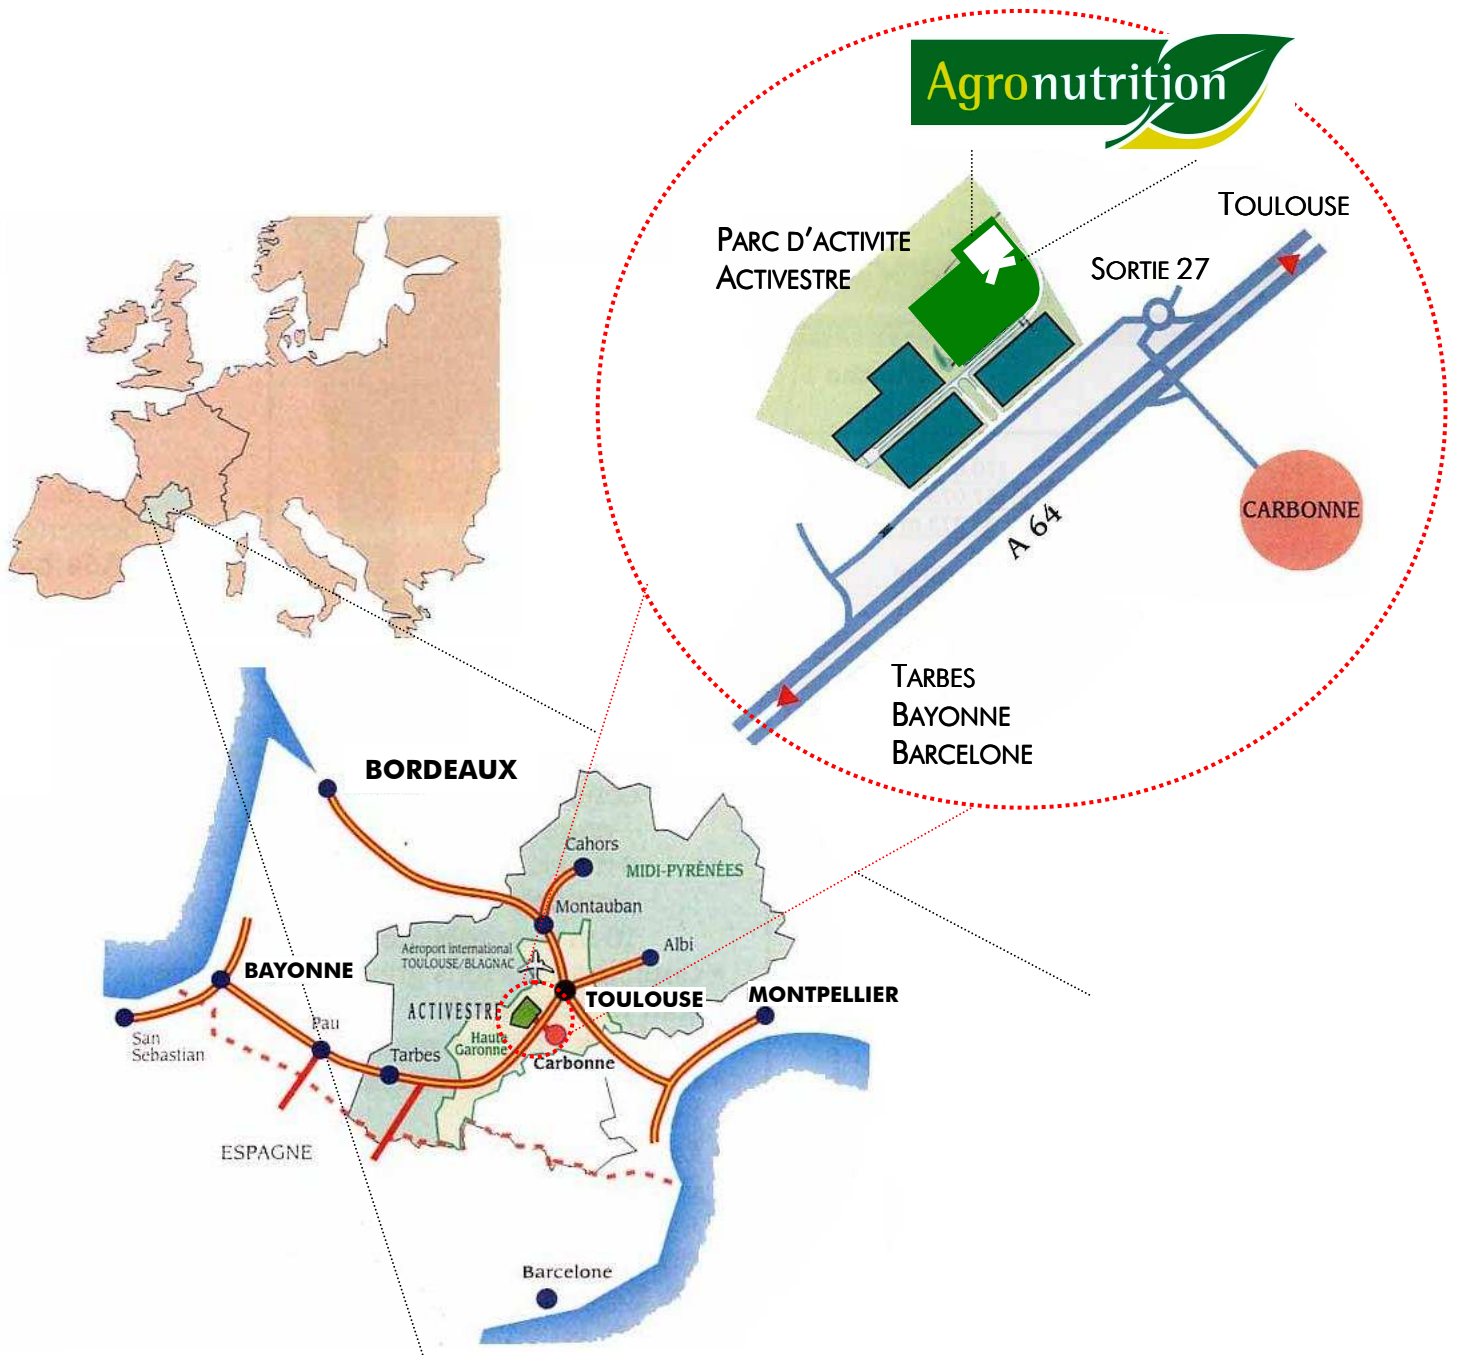 Agronutrition
TOULOUSE
PARC D'ACTIVITE
ACTIVESTRE
SORTIE 27
CARBONNE
A 64
TARBES
BAYONNE
BARCELONE
BORDEAUX
Cahors
MIDI-PYRÉNÉES
Montauban
Albi
Aéroport international
TOULOUSE/BLAGNAC
BAYONNE
TOULOUSE
MONTPELLIER
ACTIVESTRE
San
Sebastian
Pau
Haute
Garonne
Tarbes
Carbonne
ESPAGNE
Barcelone